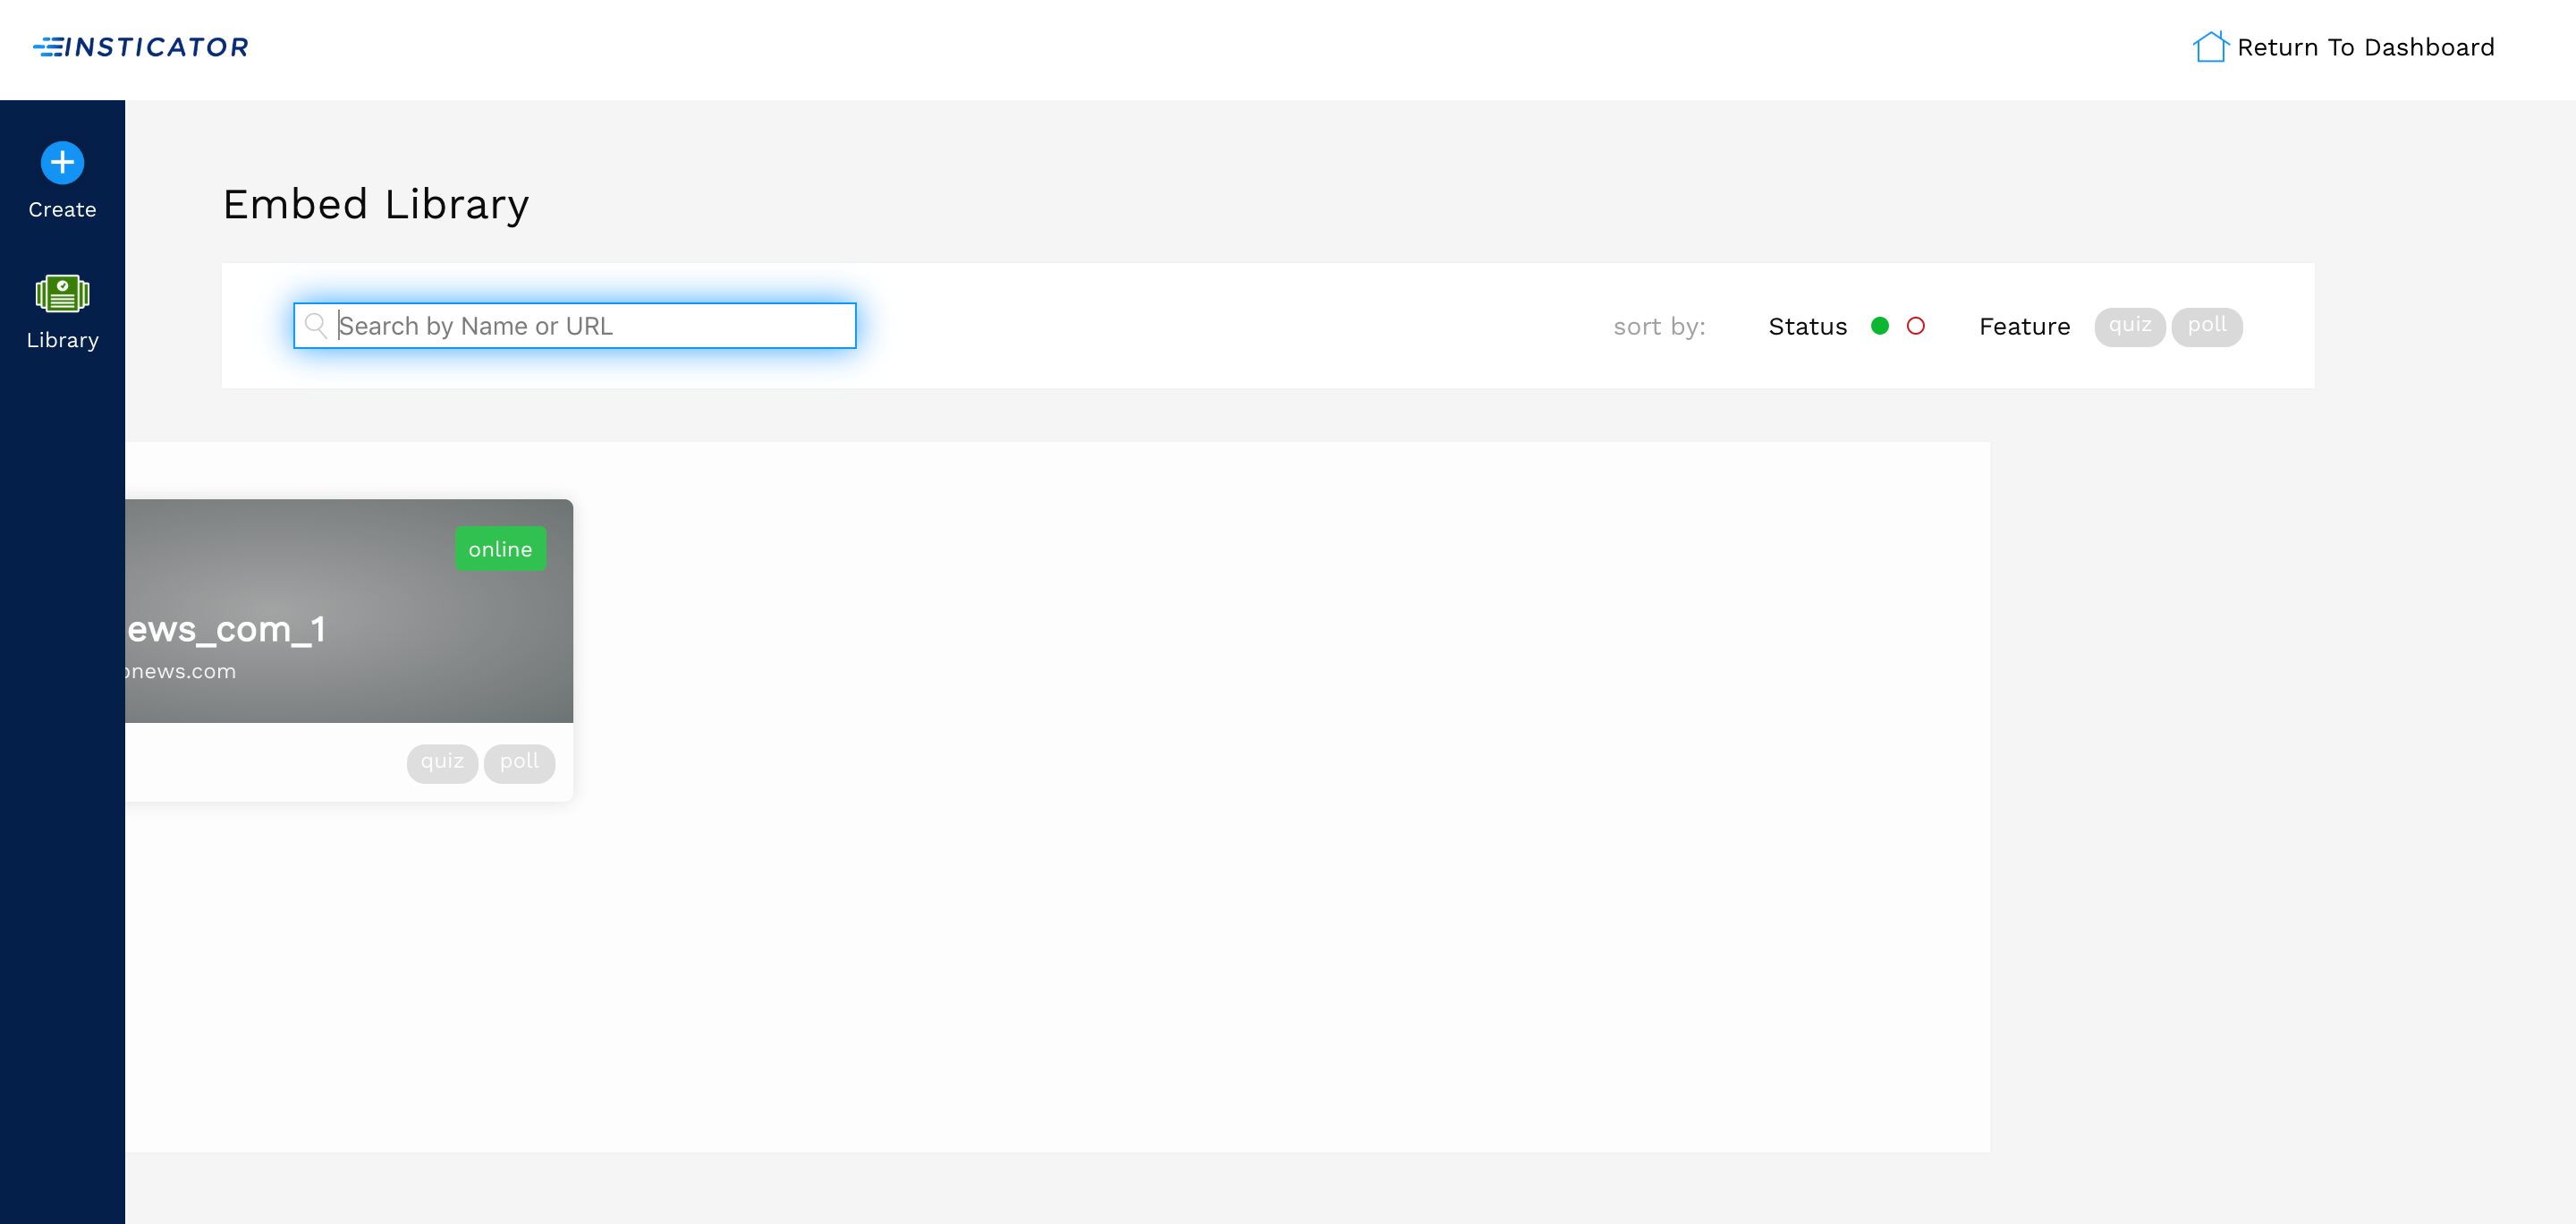 INSTICATOR
Return To Dashboard
Create
Library
Embed Library
Search by Name or URL
sort by: Status Feature quiz poll
online
ews_com_1
news.com
quiz poll